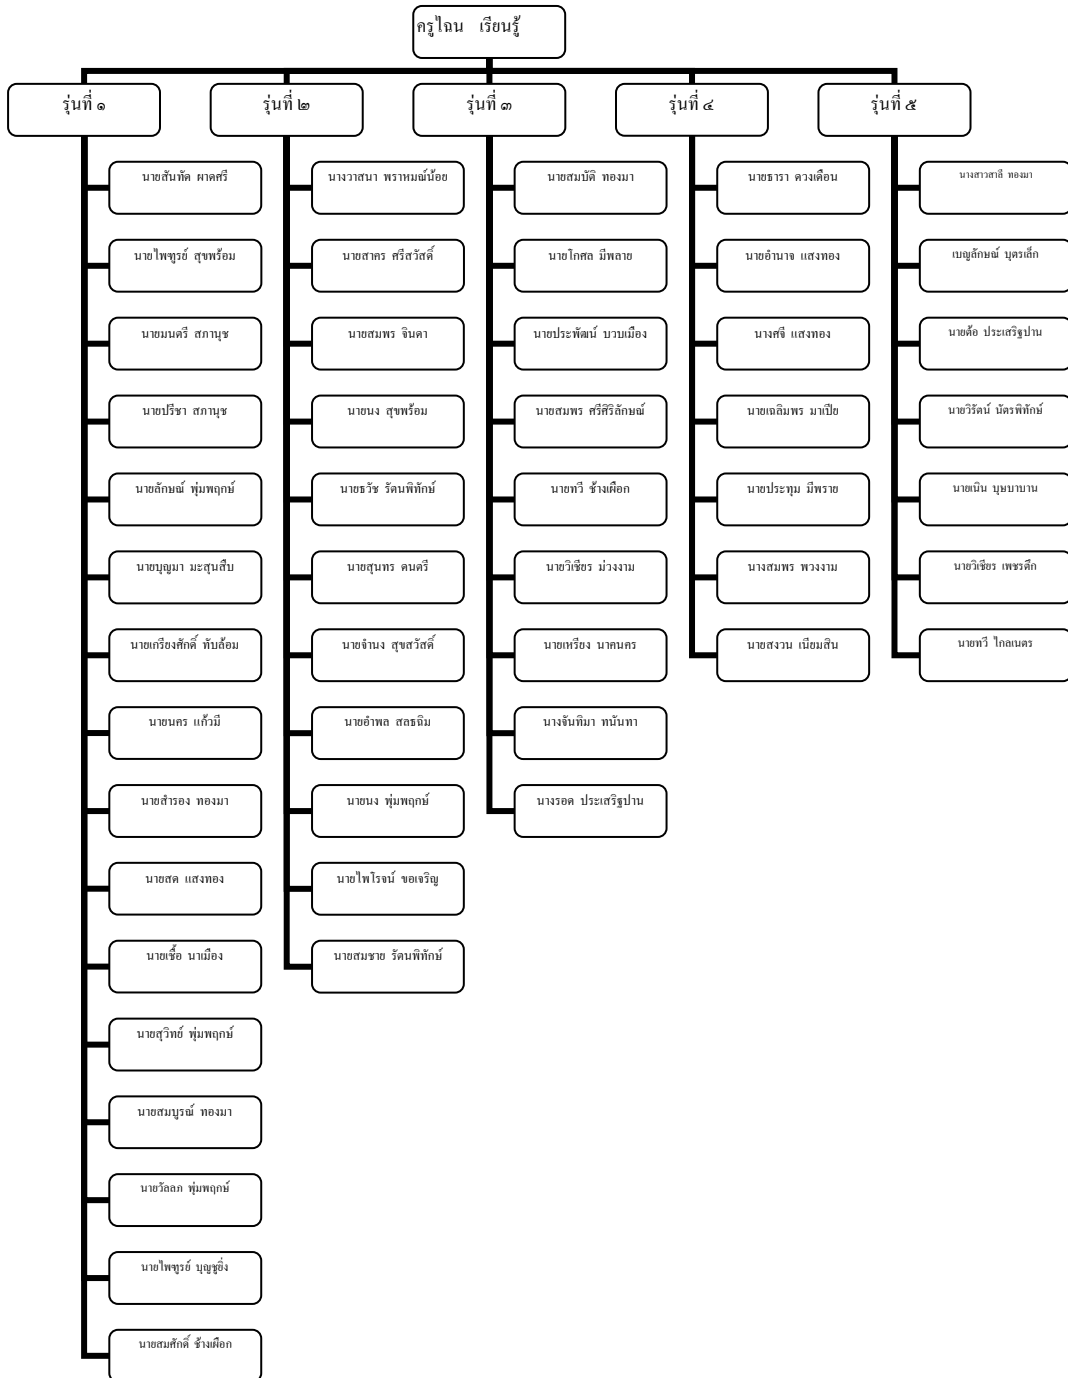 ครูไฉน เรียนรู้
รุ่นที่ ๑
รุ่นที่ ๒
รุ่นที่ ๓
รุ่นที่ ๔
รุ่นที่ ๕
นายสันทัด ผาดศรี
นายไพฑูรย์ สุขพร้อม
นายมนตรี สภานุช
นายปรีชา สภานุช
นายลักษณ์ พุ่มพฤกษ์
นายบุญมา มะสุนสืบ
นายเกรียงศักดิ์ ทับล้อม
นายนคร แก้วมี
นายสำรอง ทองมา
นายสด แสงทอง
นายเชื้อ นาเมือง
นายสุวิทย์ พุ่มพฤกษ์
นายสมบูรณ์ ทองมา
นายวัลลภ พุ่มพฤกษ์
นายไพฑูรย์ บุญชูยิ่ง
นายสมศักดิ์ ช้างเผือก
นางวาสนา พราหมณ์น้อย
นายสาคร ศรีสวัสดิ์
นายสมพร จินดา
นายนง สุขพร้อม
นายธวัช รัตนพิทักษ์
นายสุนทร ดนตรี
นายจำนง สุขสวัสดิ์
นายอำพล สลธฉิม
นายนง พุ่มพฤกษ์
นายไพโรจน์ ขอเจริญ
นายสมชาย รัตนพิทักษ์
นายสมบัติ ทองมา
นายโกศล มีพลาย
นายประพัฒน์ บวบเมือง
นายสมพร ศรีศิริลักษณ์
นายทวี ช้างเผือก
นายวิเชียร ม่วงงาม
นายเหรียง นาคนคร
นางจันทิมา ทนันทา
นางรอด ประเสริฐปาน
นายธารา ดวงเดือน
นายอำนาจ แสงทอง
นางศจี แสงทอง
นายเฉลิมพร มาเปีย
นายประทุม มีพราย
นางสมพร พวงงาม
นายสงวน เนียมสิน
นางสาวสาลี ทองมา
เบญลักษณ์ บุตรเล็ก
นายต้อ ประเสริฐปาน
นายวิรัตน์ นัตรพิทักษ์
นายเนิน บุษบาบาน
นายวิเชียร เพชรตึก
นายทวี ไกลเนตร